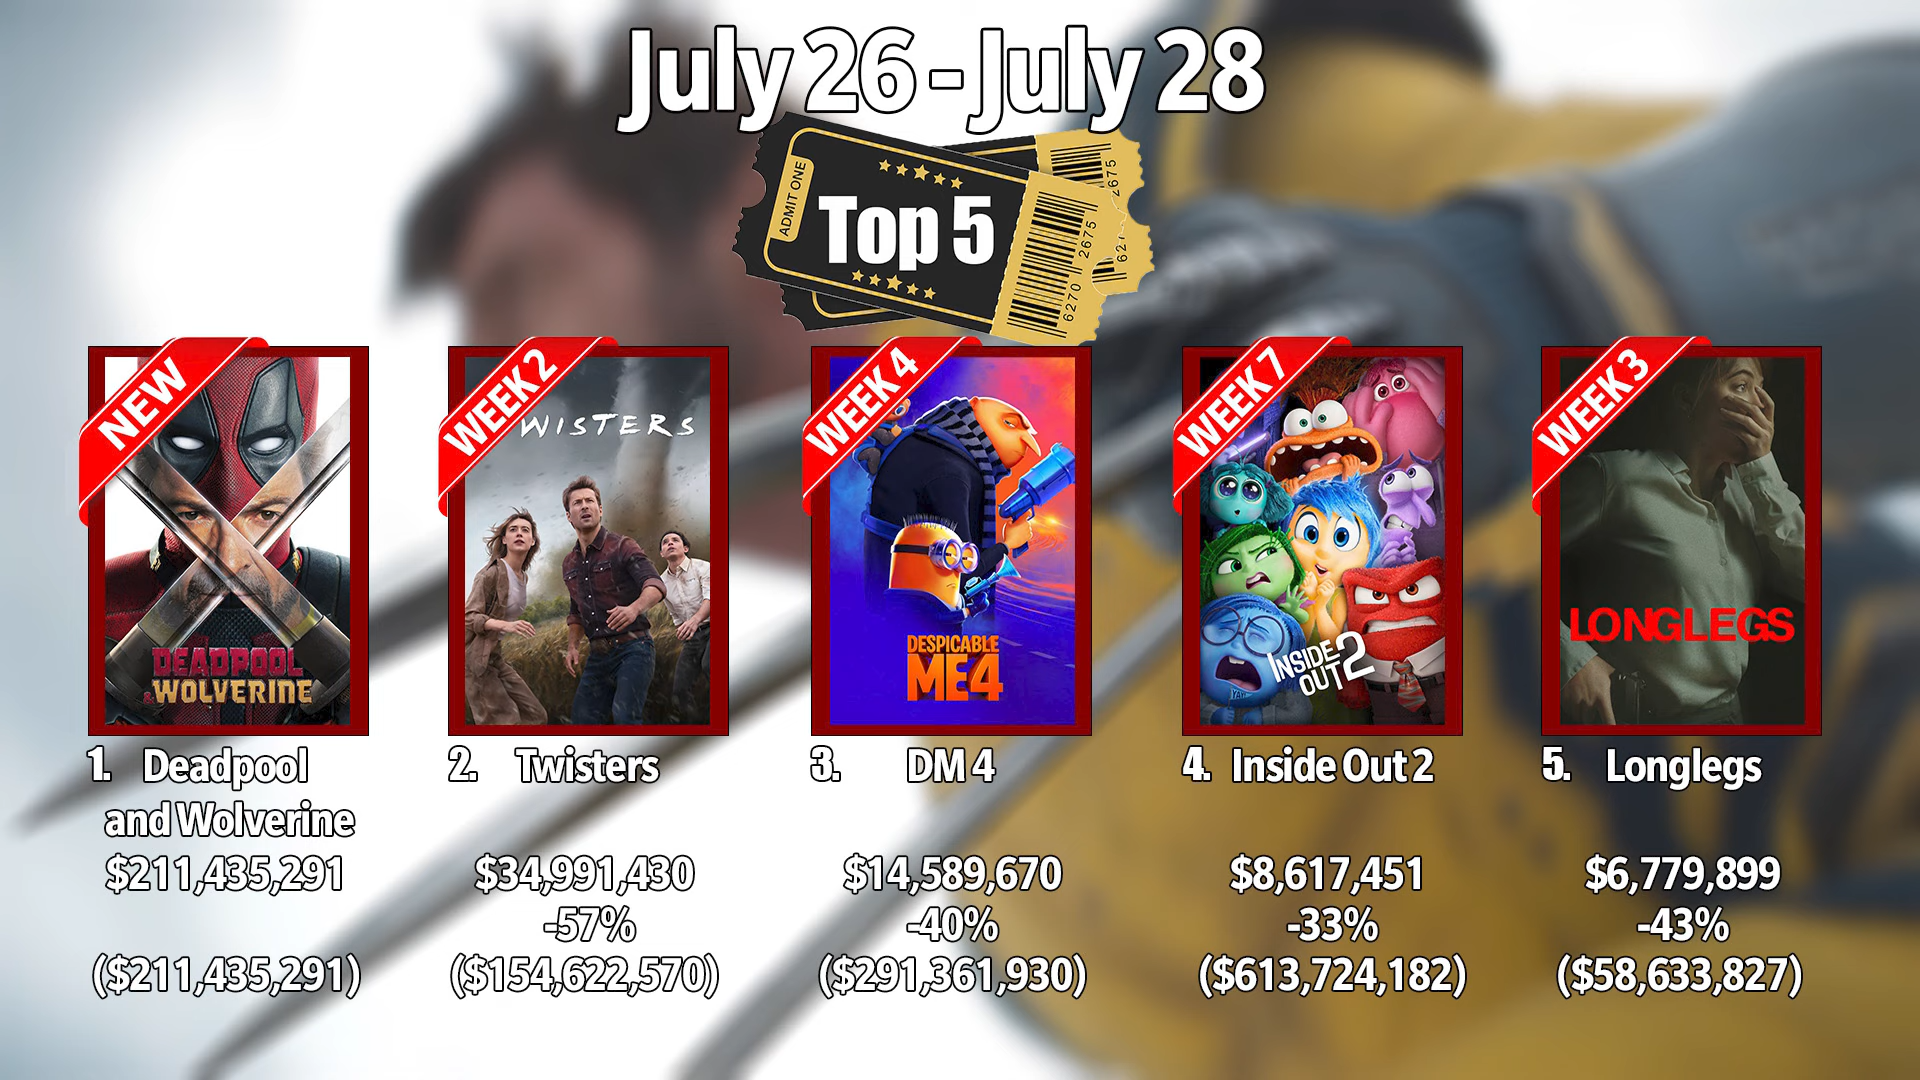 July 26 - July 28
ADMIT ONE
Top 5
6270 2675
2675
NEW
DEADPOOL
& WOLVERINE
WEEK 2
WISTERS
WEEK 4
DESPICABLE
ME 4
WEEK 7
INSIDE
OUT 2
YAY!
WEEK 3
LONGLEGS
1. Deadpool
and Wolverine
$211,435,291
($211,435,291)
2. Twisters
$34,991,430
-57%
($154,622,570)
3. DM 4
$14,589,670
-40%
($291,361,930)
4. Inside Out 2
$8,617,451
-33%
($613,724,182)
5. Longlegs
$6,779,899
-43%
($58,633,827)